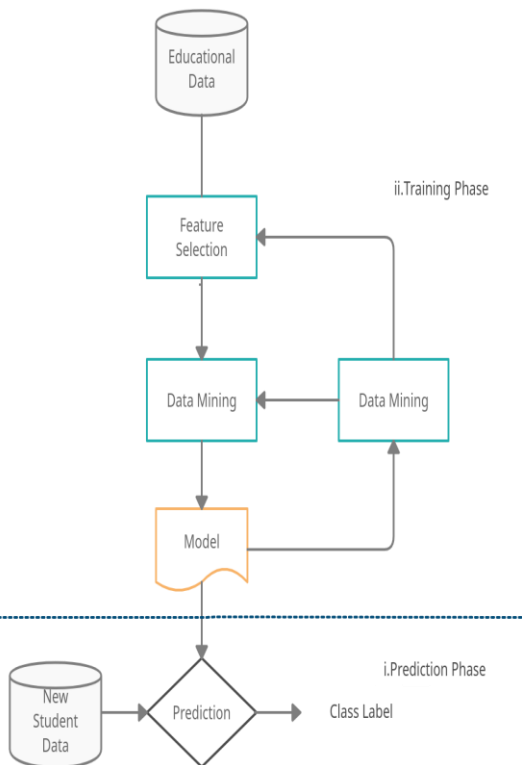 Educational
Data
ii.Training Phase
Feature
Selection
Data Mining
Data Mining
Model
i.Prediction Phase
New
Student
Data
Prediction
Class Label